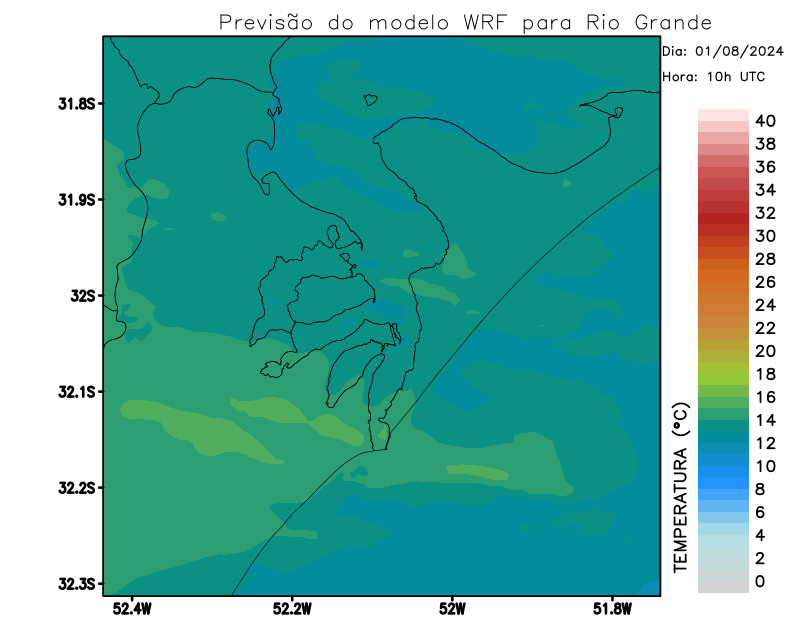 Previsão do modelo WRF para Rio Grande
Dia: 01/08/2024
Hora: 10h UTC
31.8S
31.9S
32S
32.1S
32.2S
32.3S
52.4W
52.2W
52W
51.8W
TEMPERATURA (°C)
40
38
36
34
32
30
28
26
24
22
20
18
16
14
12
10
8
6
4
2
0